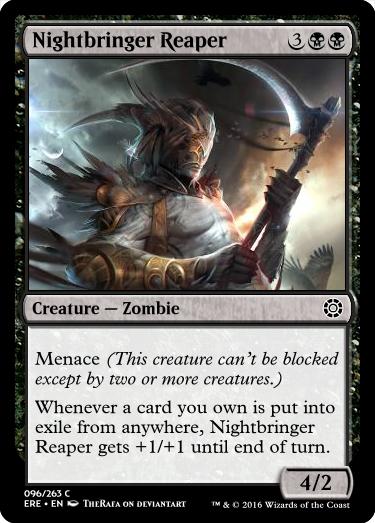 Nightbringer Reaper 3
Creature — Zombie
Menace (This creature can't be blocked
except by two or more creatures.)
Whenever a card you own is put into
exile from anywhere, Nightbringer
Reaper gets +1/+1 until end of turn.
4/2
096/263 C
ERE • EN TheRafa on deviantart ™ & © 2016 Wizards of the Coast